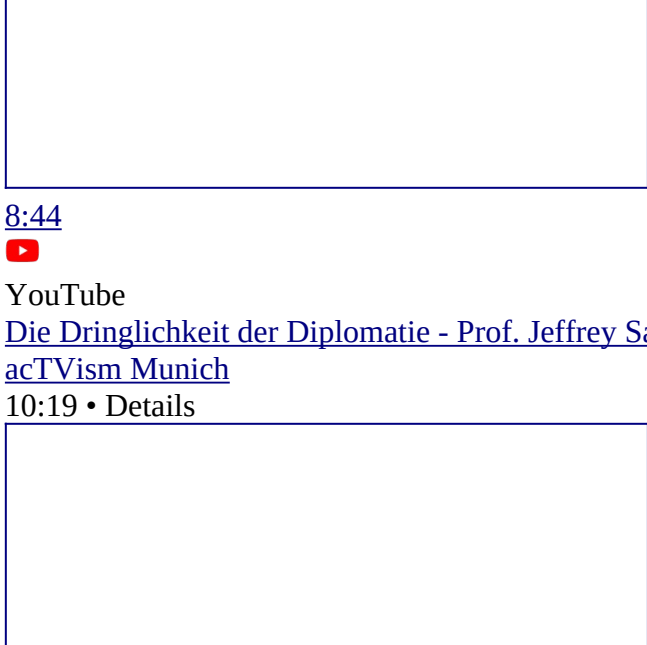 8:44
YouTube
Die Dringlichkeit der Diplomatie - Prof. Jeffrey
acTVism Munich
10:19 • Details